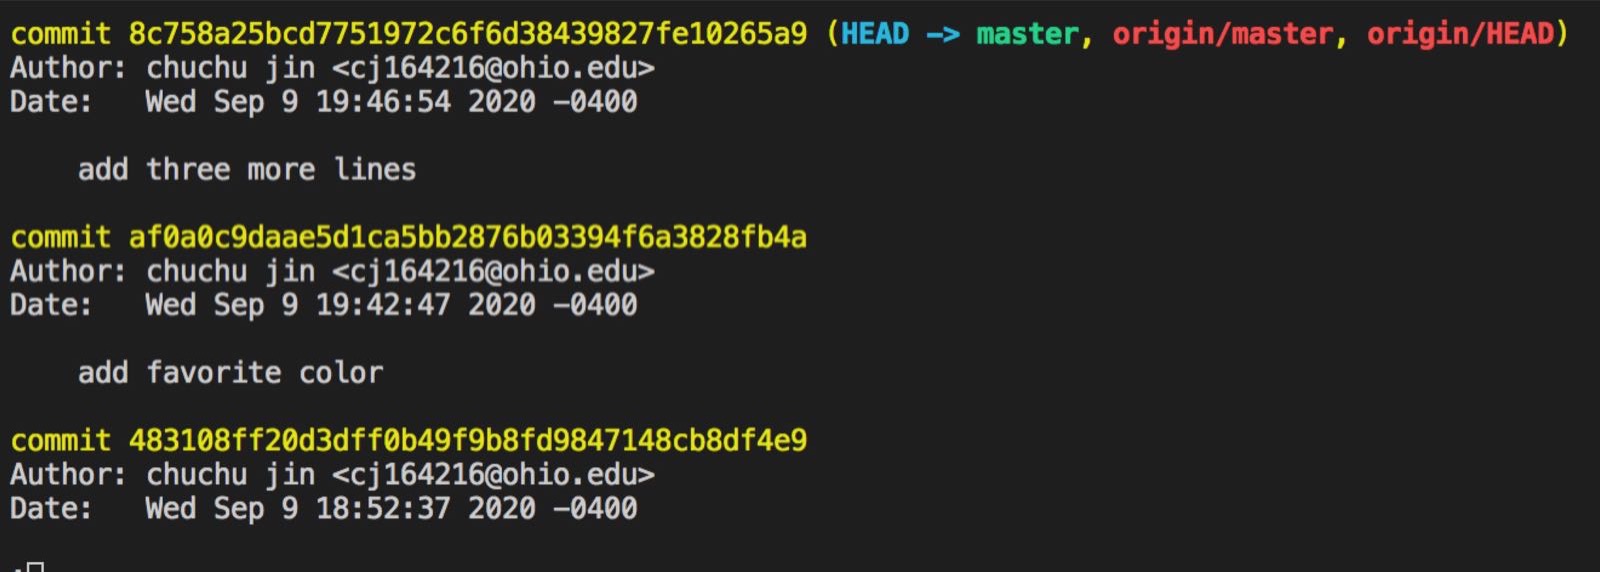 commit 8c758a25bcd7751972c6f6d38439827fe10265a9 (HEAD -> master, origin/master, origin/HEAD)
Author: chuchu jin <cj164216@ohio.edu>
Date:   Wed Sep 9 19:46:54 2020 -0400
add three more lines
commit af0a0c9daae5d1ca5bb2876b03394f6a3828fb4a
Author: chuchu jin <cj164216@ohio.edu>
Date:   Wed Sep 9 19:42:47 2020 -0400
add favorite color
commit 483108ff20d3dff0b49f9b8fd9847148cb8df4e9
Author: chuchu jin <cj164216@ohio.edu>
Date:   Wed Sep 9 18:52:37 2020 -0400
: